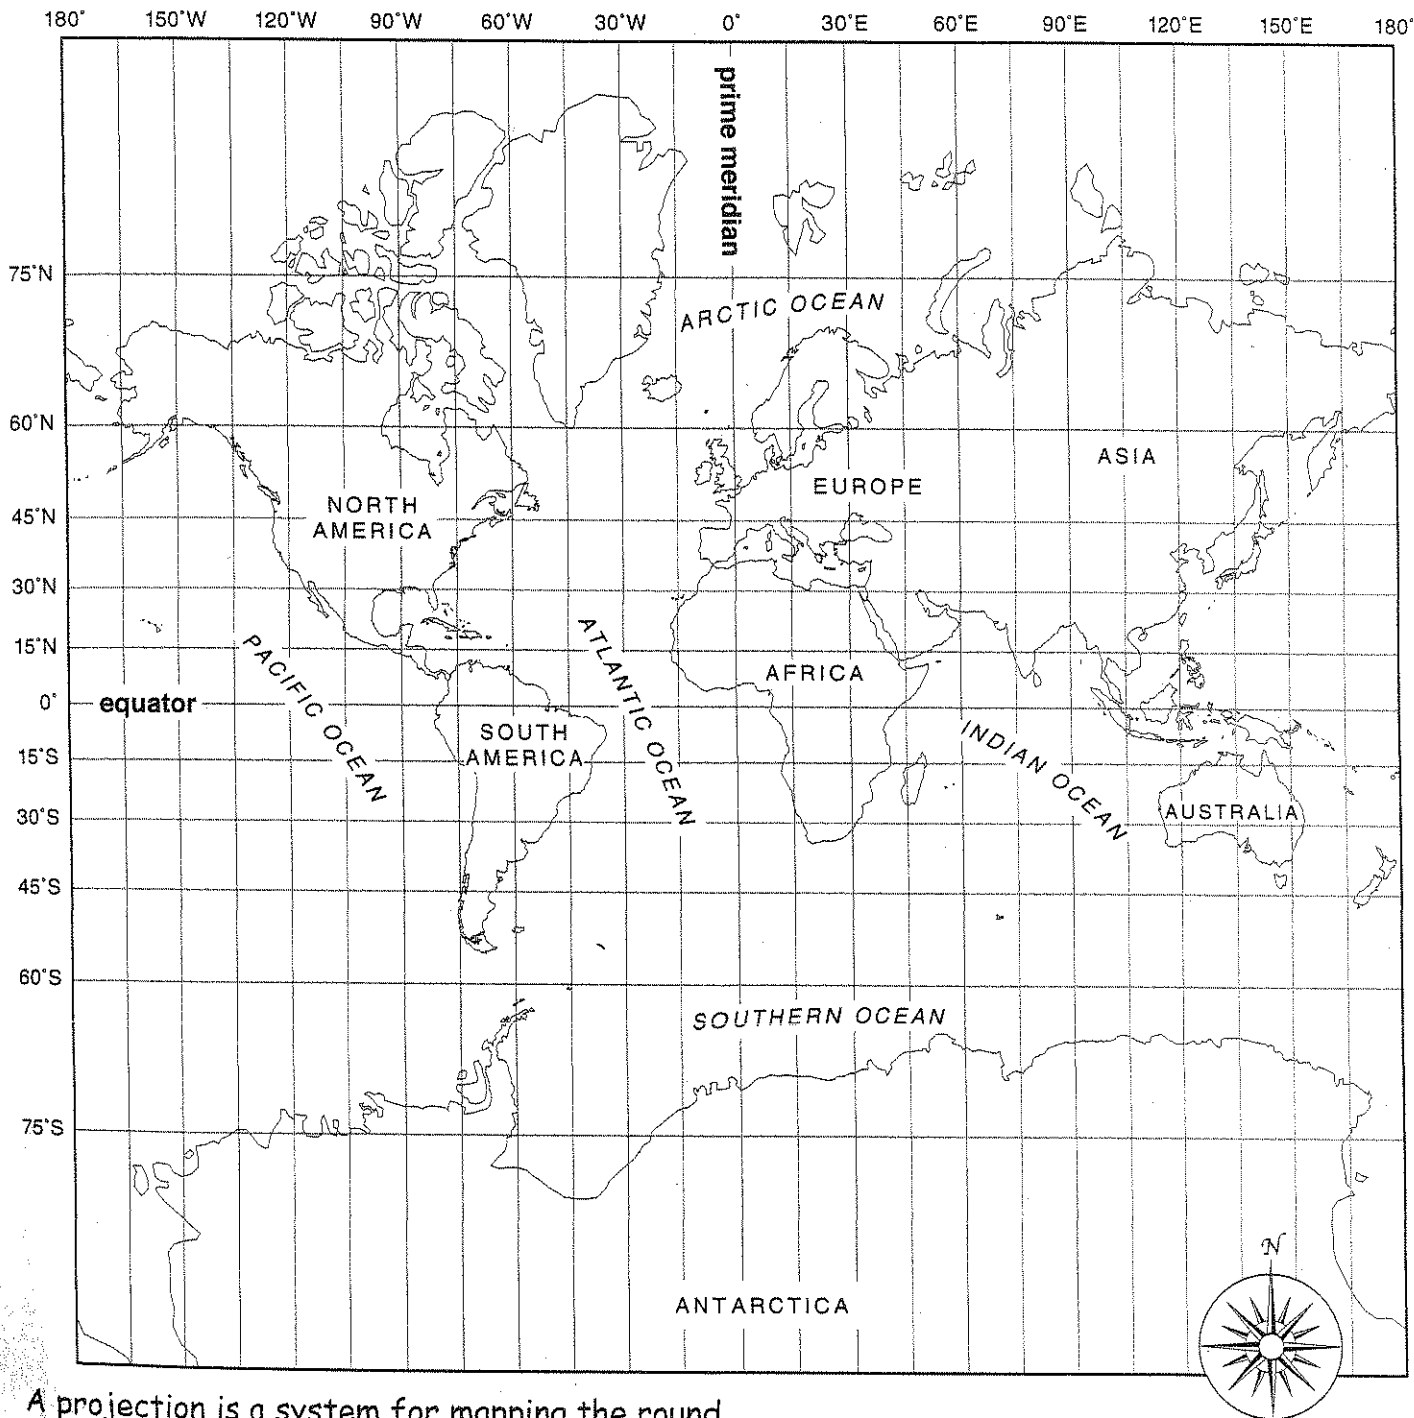 180° 150°W 120°W 90°W 60°W 30°W 0° 30°E 60°E 90°E 120°E 150°E 180°
prime meridian
75°N
ARCTIC OCEAN
60°N
ASIA
EUROPE
NORTH
AMERICA
45°N
30°N
15°N
PACIFIC OCEAN
ATLANTIC OCEAN
AFRICA
0°
equator
SOUTH
AMERICA
INDIAN OCEAN
15°S
30°S
AUSTRALIA
45°S
60°S
SOUTHERN OCEAN
75°S
N
ANTARCTICA
A projection is a system for mapping the round